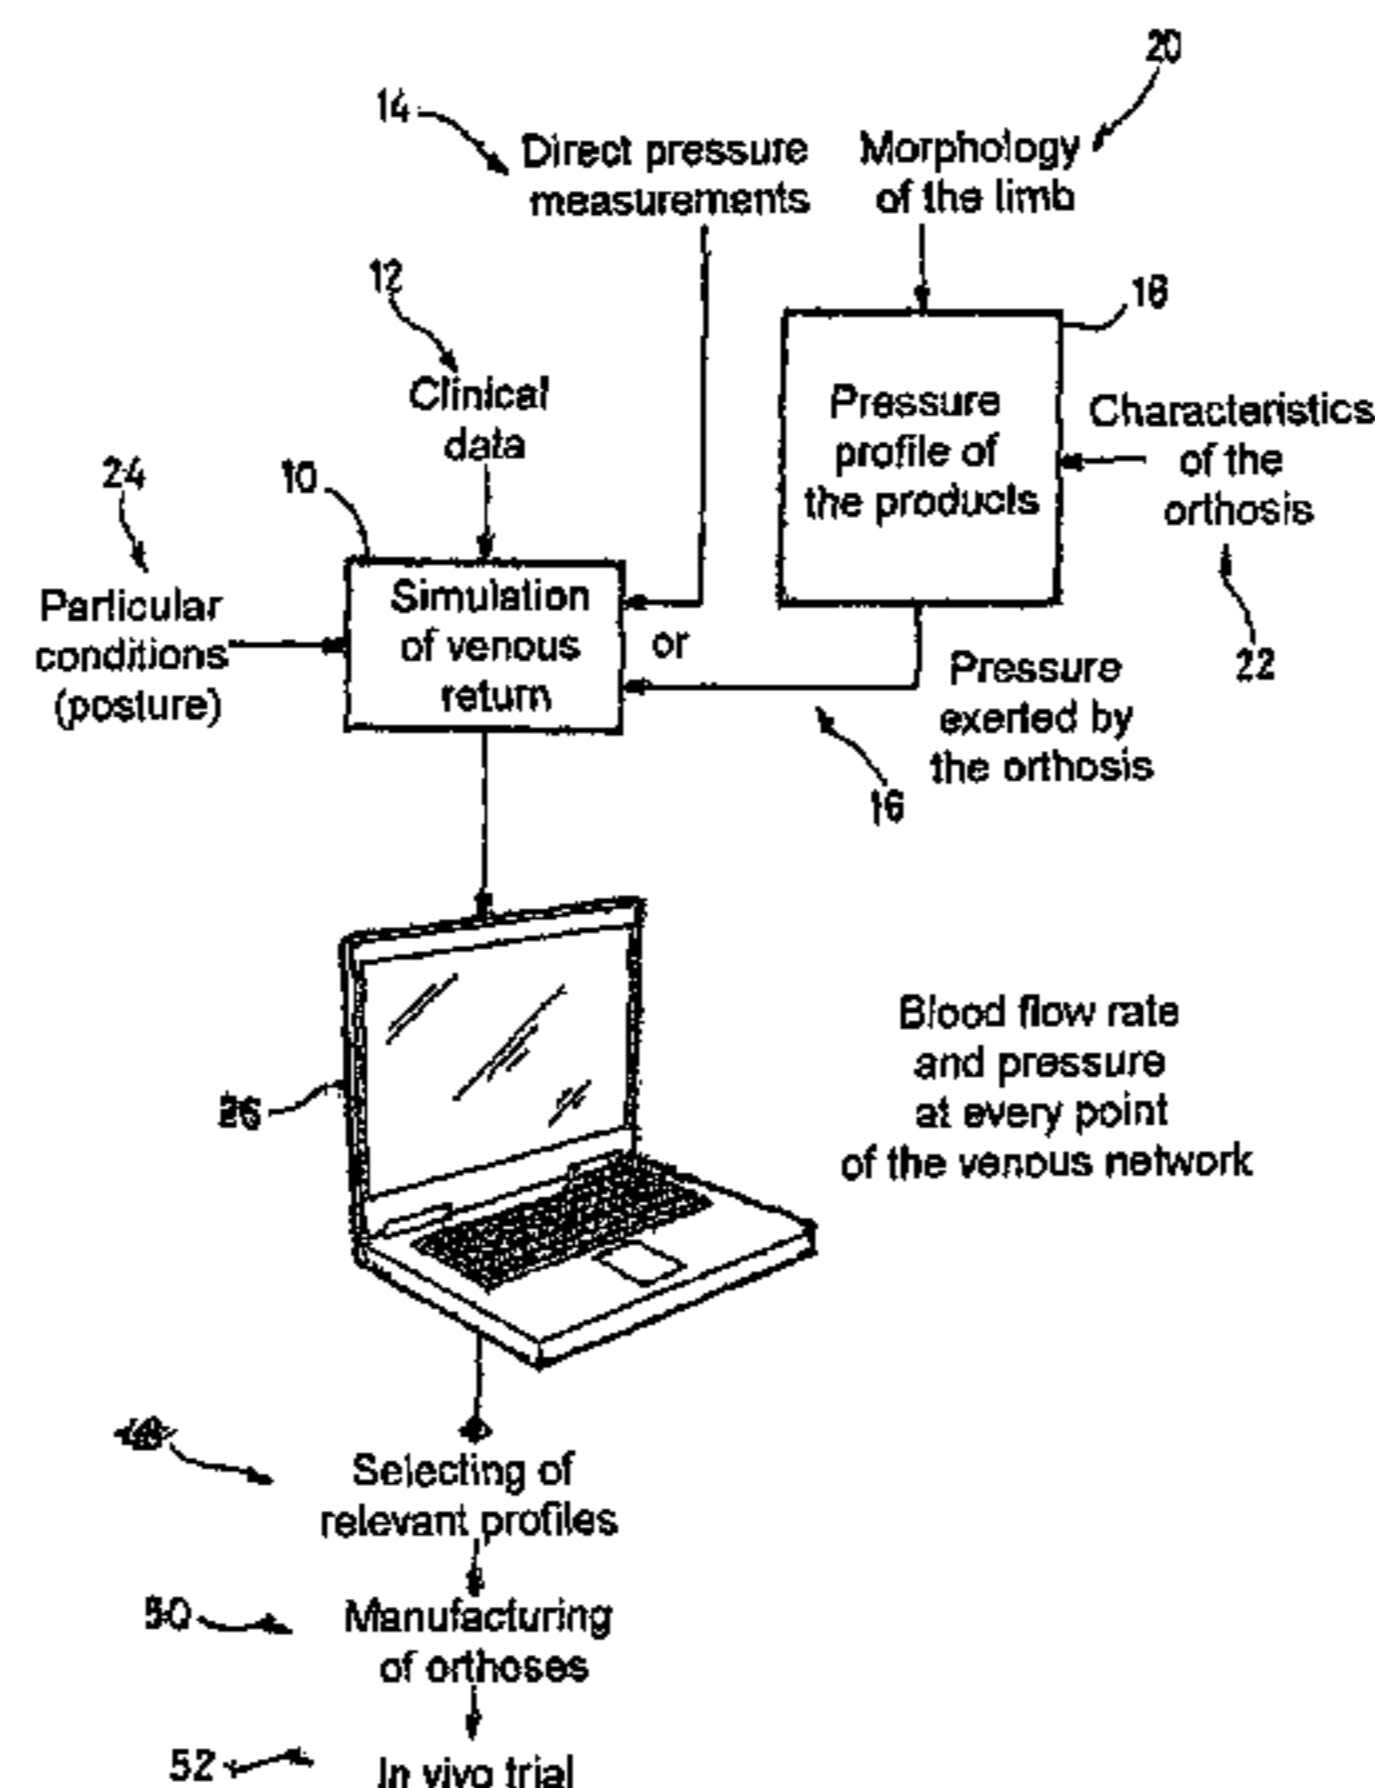 20
14
Direct pressure
measurements
Morphology
of the limb
12
18
Clinical
data
Pressure
profile of
the products
Characteristics
of the
orthosis
24
10
Particular
conditions
(posture)
Simulation
of venous
return
or
22
Pressure
exerted by
the orthosis
16
Blood flow rate
and pressure
at every point
of the venous network
Selecting of
relevant profiles
50
Manufacturing
of orthoses
52
In vivo trial